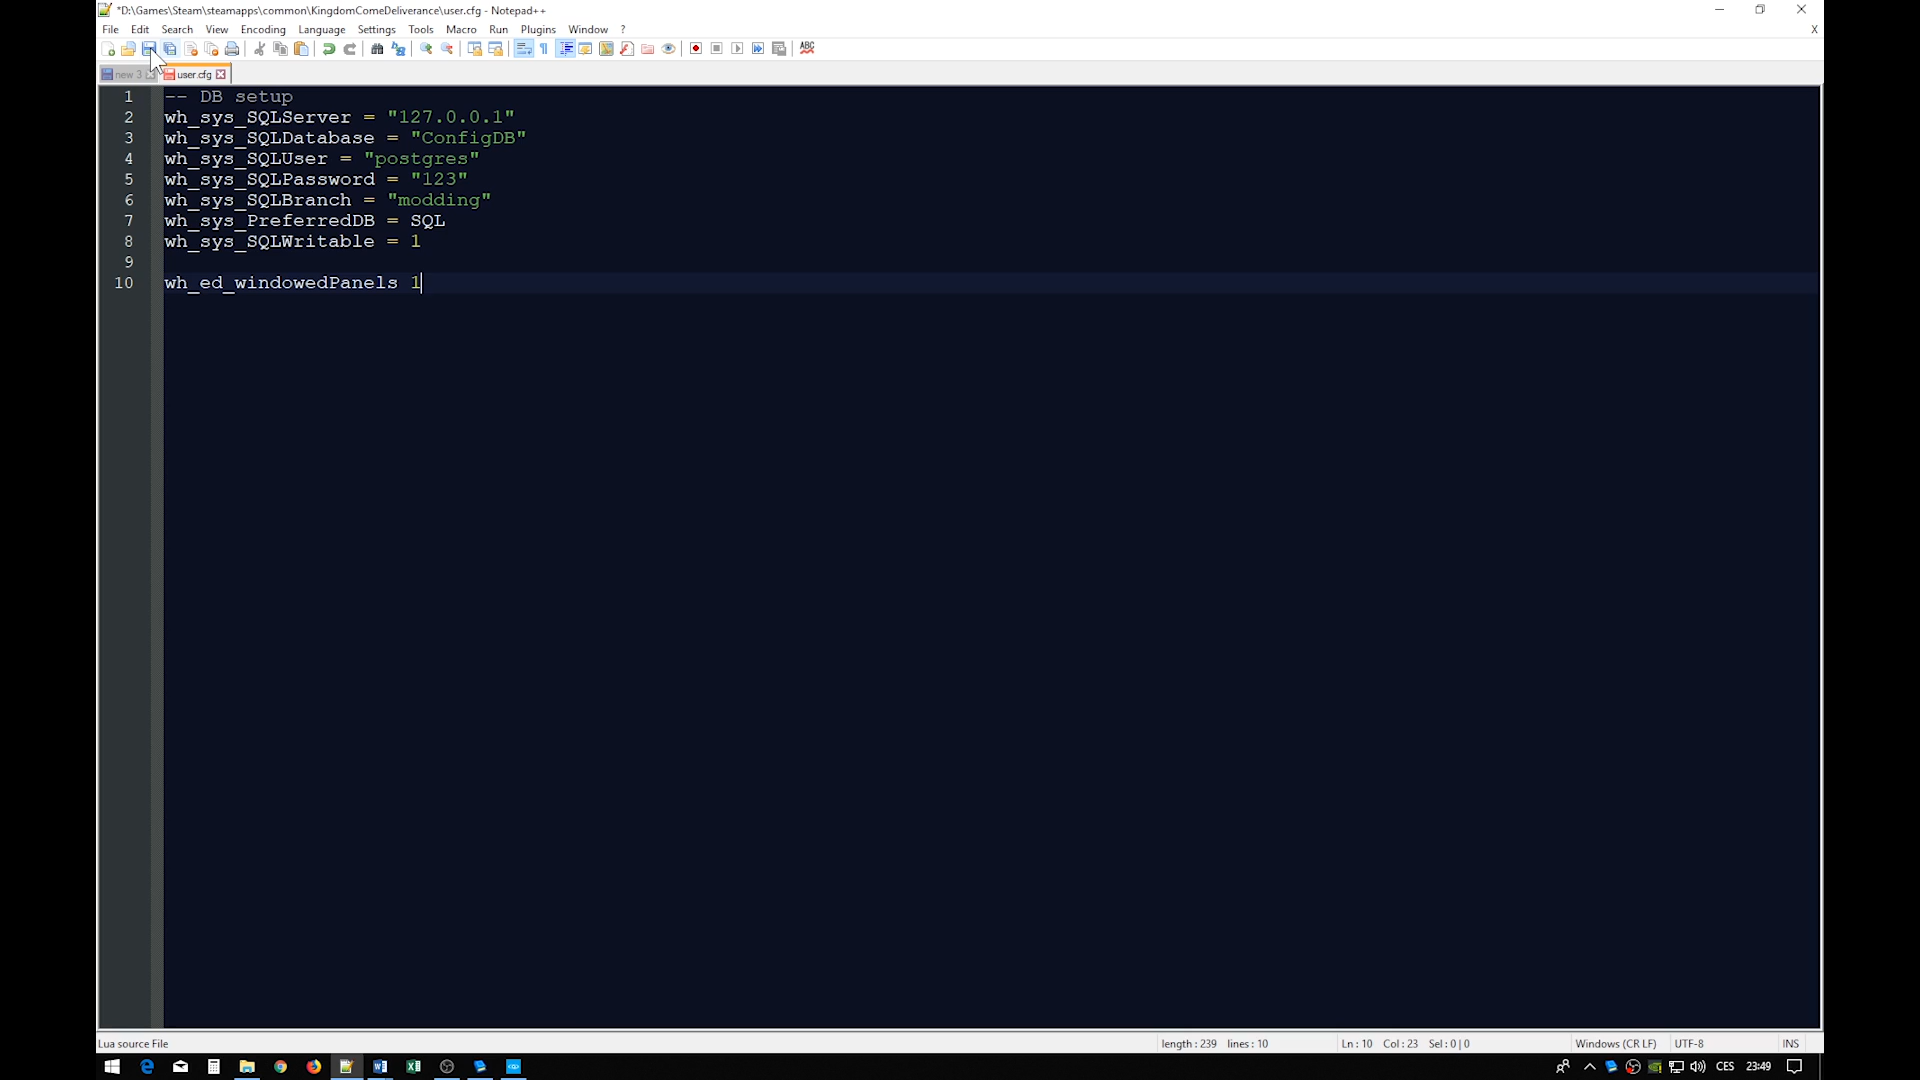 *D:\Games\Steam\steamapps\common\KingdomComeDeliverance\user.cfg - Notepad++
File Edit Search View Encoding Language Settings Tools Macro Run Plugins Window ? X
ABC
new 3 user.cfg
1 -- DB setup
2 wh_sys_SQLServer = "127.0.0.1"
3 wh_sys_SQLDatabase = "ConfigDB"
4 wh_sys_SQLUser = "postgres"
5 wh_sys_SQLPassword = "123"
6 wh_sys_SQLBranch = "modding"
7 wh_sys_PreferredDB = SQL
8 wh_sys_SQLWritable = 1
9
10 wh_ed_windowedPanels 1
Lua source File length : 239 lines : 10 Ln : 10 Col : 23 Sel : 0 | 0 Windows (CR LF) UTF-8 INS
CES 23:49